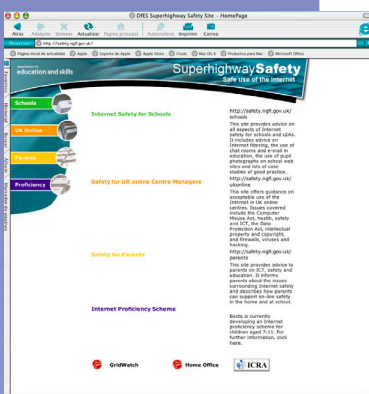 DfES Superhighway Safety Site - HomePage
Atrás Adelante Detener Actualizar Página principal Autorrelleno Imprimir Correo
http://safety.ngfl.gov.uk/
Página inicial de actualidad Apple Soporte de Apple Apple Store iTools Mac OS X Productos para Mac Microsoft Office
education and skills
Superhighway Safety
Safe use of the Internet
Schools
UK Online
Parents
Proficiency
Internet Safety for Schools
http://safety.ngfl.gov.uk/
schools
This site provides advice on
all aspects of Internet
safety for schools and LEAs.
It includes advice on
Internet filtering, the use of
chat rooms and e-mail in
education, the use of pupil
photographs on school web
sites and lots of case
studies of good practice.
Safety for UK online Centre Managers
http://safety.ngfl.gov.uk/
ukonline
This site offers guidance on
acceptable use of the
Internet in UK online
centres. Issues covered
include the Computer
Mouse Act, health, safety
and ICT, the Data
Protection Act, intellectual
property and copyright,
and firewalls, viruses and
hacking.
Safety for Parents
http://safety.ngfl.gov.uk/
parents
This site provides advice to
parents on ICT, safety and
education. It informs
parents about the issues
surrounding Internet safety
and describes how parents
can support on-line safety
in the home and at school.
Internet Proficiency Scheme
Becta is currently
developing an Internet
proficiency scheme for
children aged 7-11. For
further information, click
here.
GridWatch
Home Office
ICRA